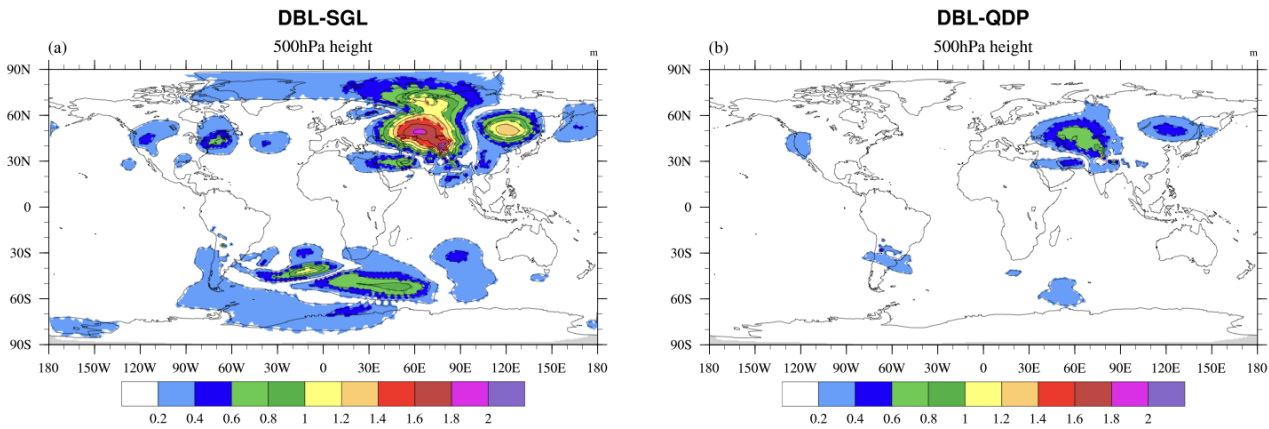 DBL-SGL
(a)
500hPa height
m
90N
60N
30N
0
30S
60S
90S
180 150W 120W 90W 60W 30W 0 30E 60E 90E 120E 150E 180
0.2 0.4 0.6 0.8 1 1.2 1.4 1.6 1.8 2
DBL-QDP
(b)
500hPa height
m
90N
60N
30N
0
30S
60S
90S
180 150W 120W 90W 60W 30W 0 30E 60E 90E 120E 150E 180
0.2 0.4 0.6 0.8 1 1.2 1.4 1.6 1.8 2